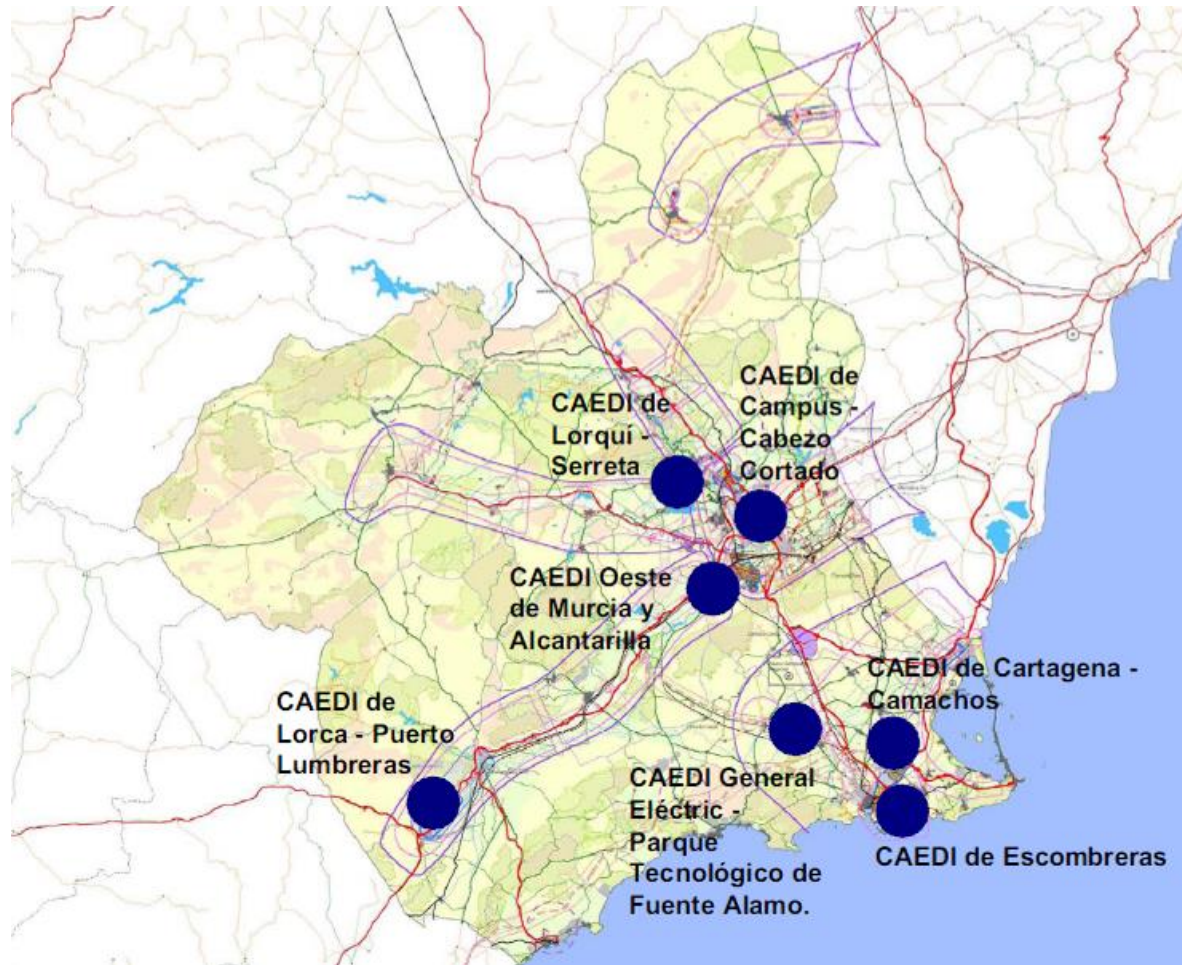 CAEDI de
Campus -
Cabezo
Cortado
CAEDI de
Lorquí -
Serreta
CAEDI Oeste
de Murcia y
Alcantarilla
CAEDI de Cartagena -
Camachos
CAEDI de
Lorca - Puerto
Lumbreras
CAEDI General
Eléctric -
Parque
Tecnológico de
Fuente Alamo.
CAEDI de Escombreras